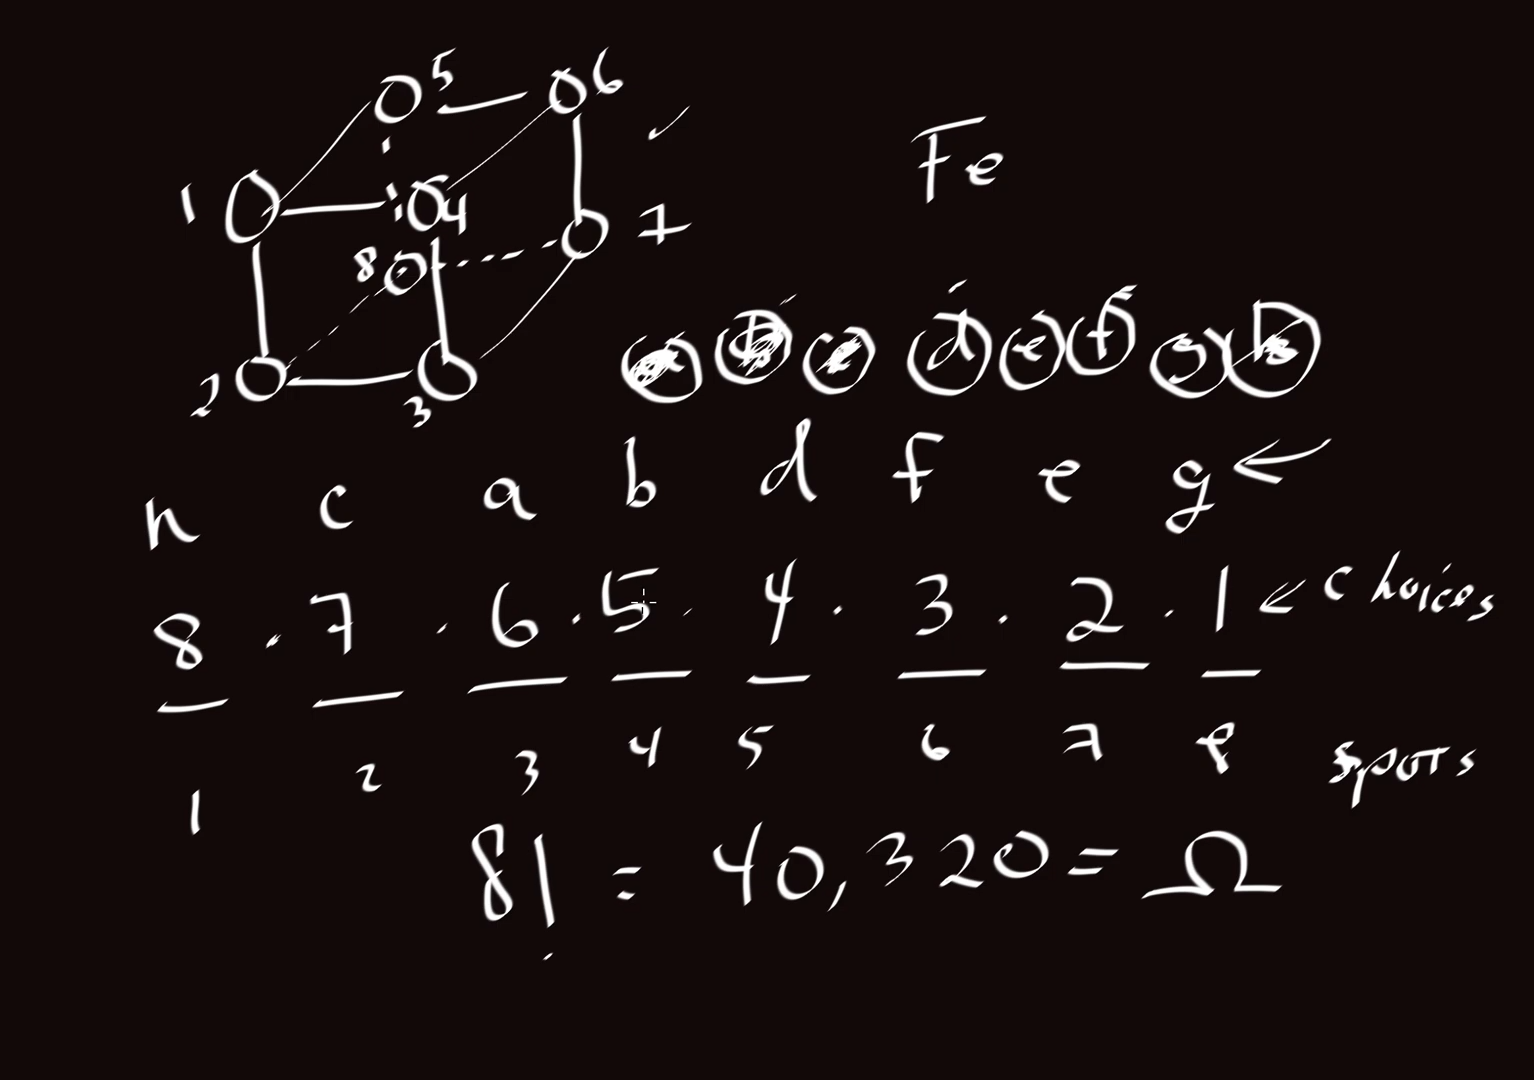 5 6
Fe
1 4
8 7
a b c d e f g h
2 3
h c a b d f e g ←
8 · 7 · 6 · 5 · 4 · 3 · 2 · 1 ← choices
1 2 3 4 5 6 7 8 spots
8! = 40,320 = Ω